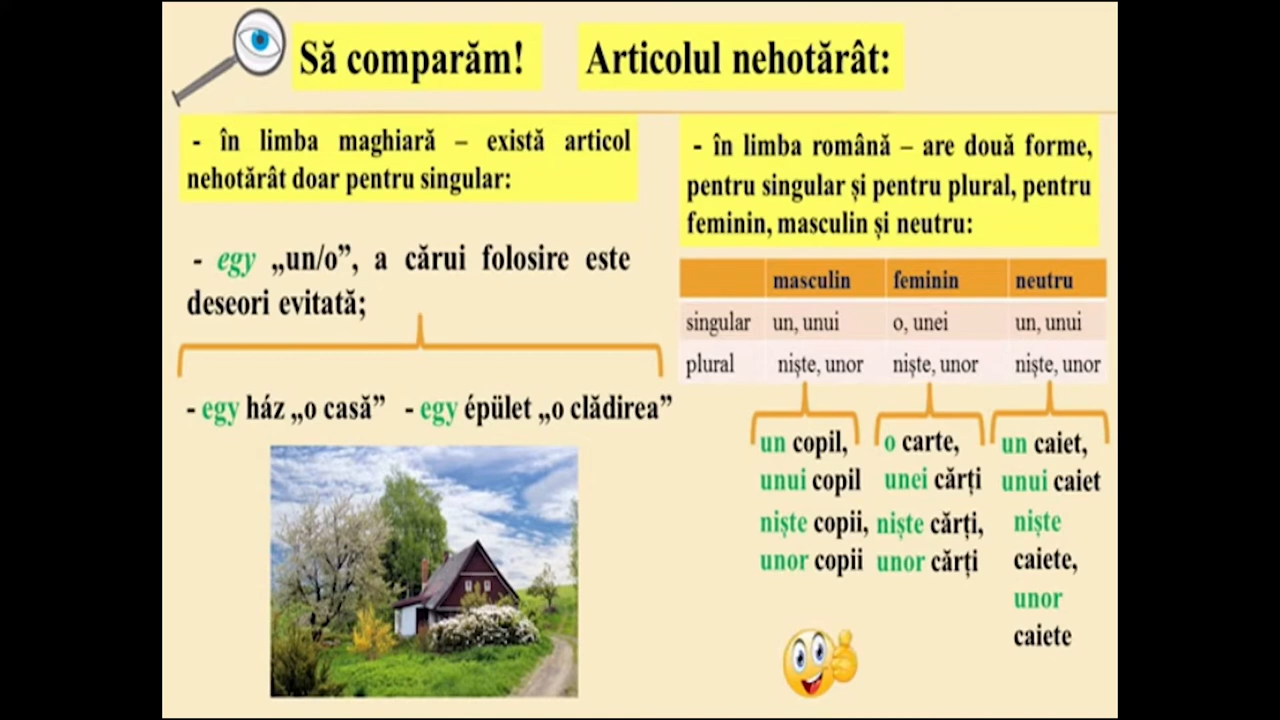 Să comparăm!
Articolul nehotărât:
- în limba maghiară – există articol
nehotărât doar pentru singular:
- egy „un/o”, a cărui folosire este
deseori evitată;
- egy ház „o casă”
- egy épület „o clădirea”
- în limba română – are două forme,
pentru singular și pentru plural, pentru
feminin, masculin și neutru:
masculin feminin neutru
singular un, unui o, unei un, unui
plural niște, unor niște, unor niște, unor
un copil,
unui copil
niște copii,
unor copii
o carte,
unei cărți
niște cărți,
unor cărți
un caiet,
unui caiet
niște
caiete,
unor
caiete